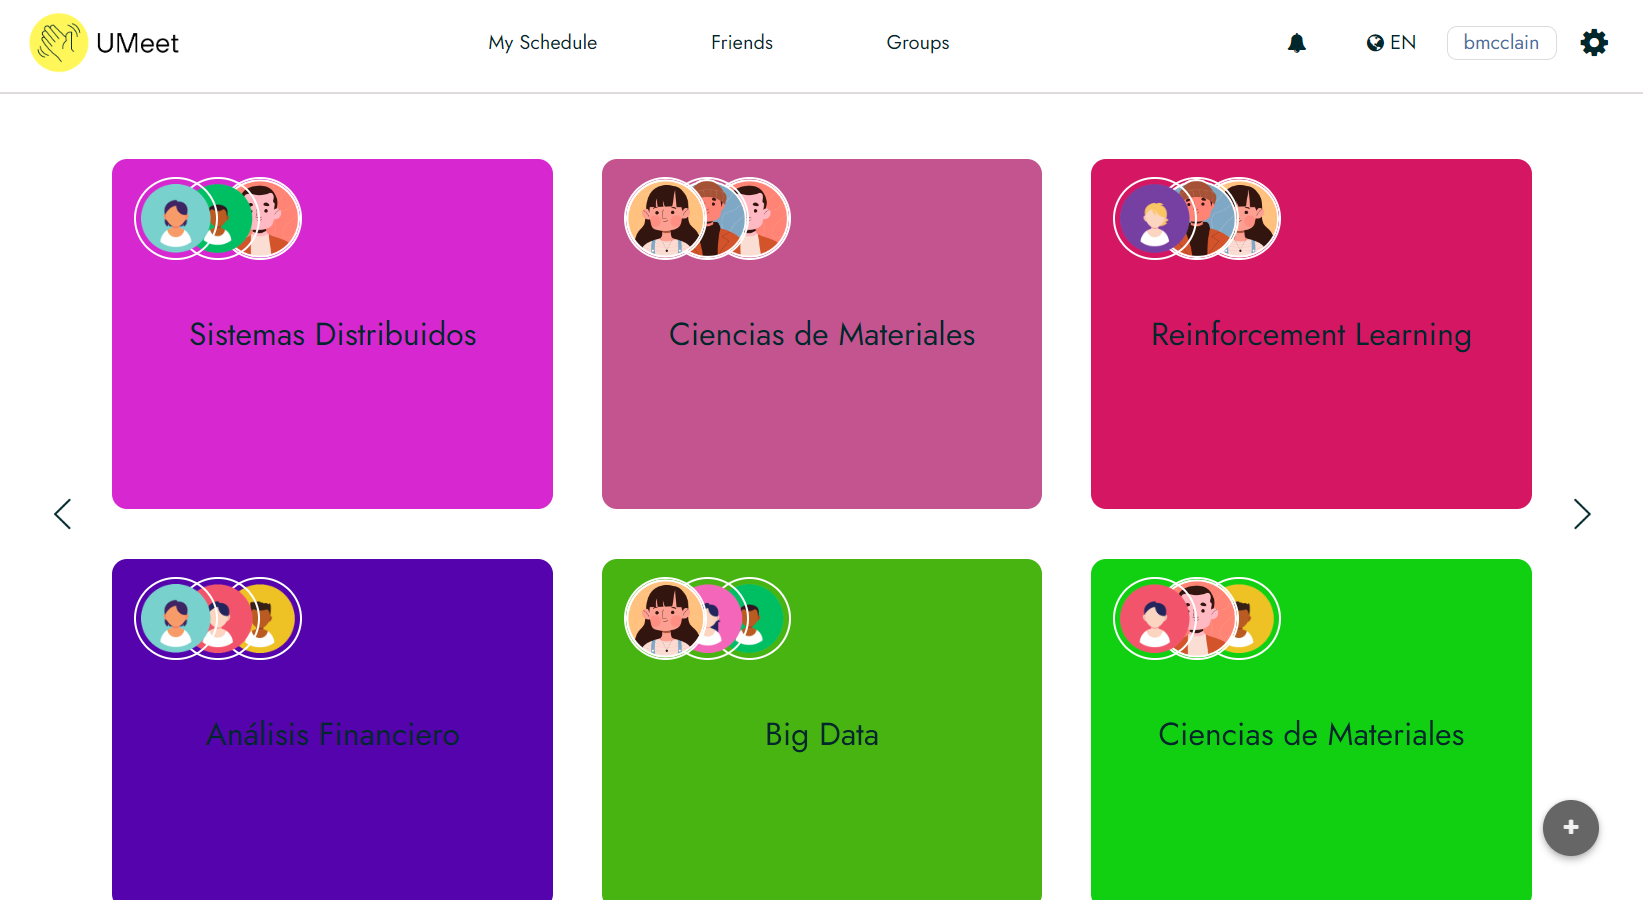 UMeet
My Schedule
Friends
Groups
EN
bmcclain
Sistemas Distribuidos
Ciencias de Materiales
Reinforcement Learning
Análisis Financiero
Big Data
Ciencias de Materiales